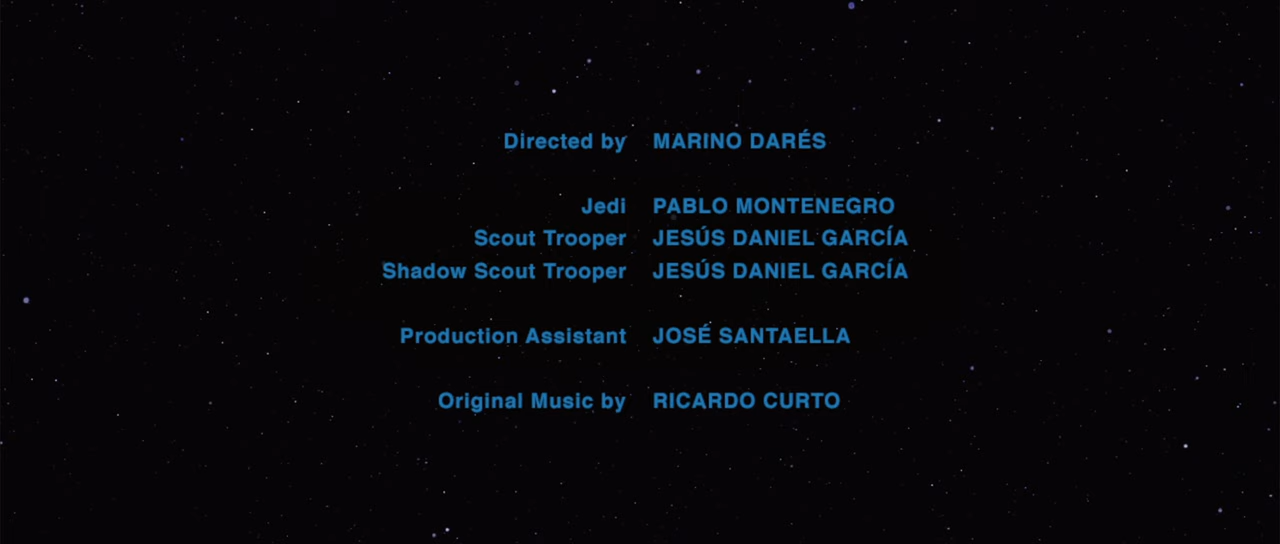 Directed by MARINO DARÉS
Jedi PABLO MONTENEGRO
Scout Trooper JESÚS DANIEL GARCÍA
Shadow Scout Trooper JESÚS DANIEL GARCÍA
Production Assistant JOSÉ SANTAELLA
Original Music by RICARDO CURTO